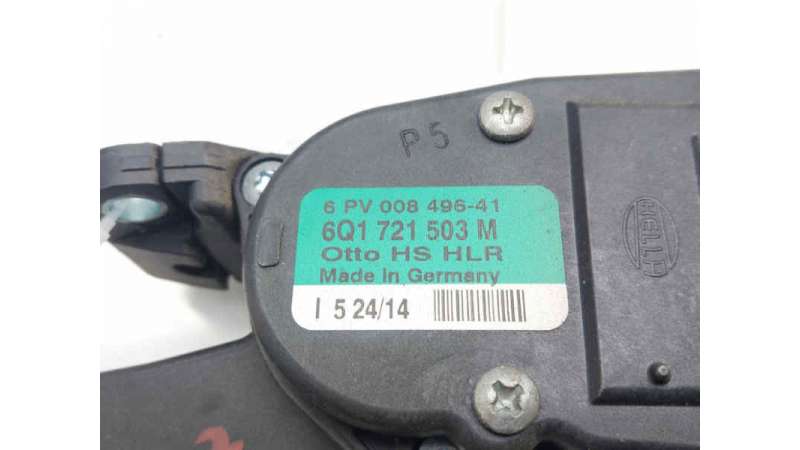 P5
6 PV 008 496-41
6Q1 721 503 M
Otto HS HLR
Made in Germany
I 5 24/14
HELLA